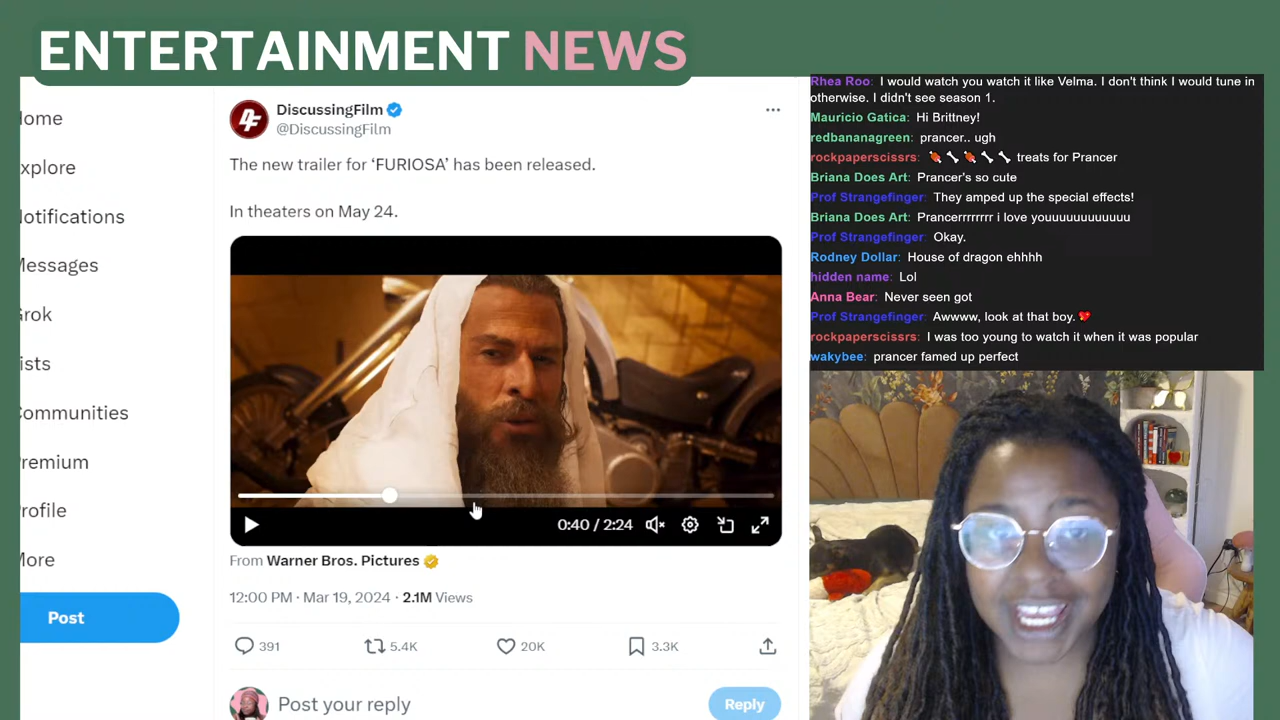 ENTERTAINMENT NEWS
ome
xplore
otifications
essages
rok
ists
ommunities
remium
rofile
ore
Post
DiscussingFilm
@DiscussingFilm
The new trailer for ‘FURIOSA’ has been released.
In theaters on May 24.
0:40 / 2:24
From Warner Bros. Pictures
12:00 PM · Mar 19, 2024 · 2.1M Views
391 5.4K 20K 3.3K
Post your reply
Reply
Rhea Roo: I would watch you watch it like Velma. I don't think I would tune in
otherwise. I didn't see season 1.
Mauricio Gatica: Hi Brittney!
redbananagreen: prancer.. ugh
rockpaperscissrs: 🍖🦴🍖🦴🦴 treats for Prancer
Briana Does Art: Prancer's so cute
Prof Strangefinger: They amped up the special effects!
Briana Does Art: Prancerrrrrrr i love youuuuuuuuuuuu
Prof Strangefinger: Okay.
Rodney Dollar: House of dragon ehhhh
hidden name: Lol
Anna Bear: Never seen got
Prof Strangefinger: Awwww, look at that boy.💖
rockpaperscissrs: I was too young to watch it when it was popular
wakybee: prancer famed up perfect